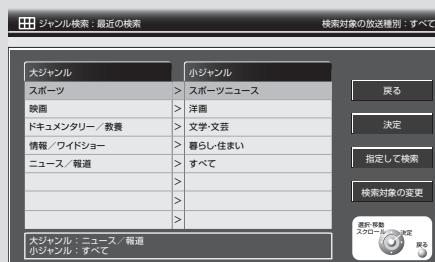 ジャンル検索：最近の検索
検索対象の放送種別：すべて
大ジャンル
小ジャンル
スポーツ > スポーツニュース
映画 > 洋画
ドキュメンタリー／教養 > 文学・文芸
情報／ワイドショー > 暮らし・住まい
ニュース／報道 > すべて
>
>
>
大ジャンル：ニュース／報道
小ジャンル：すべて
戻る
決定
指定して検索
検索対象の変更
選択・移動
スクロール
決定
戻る